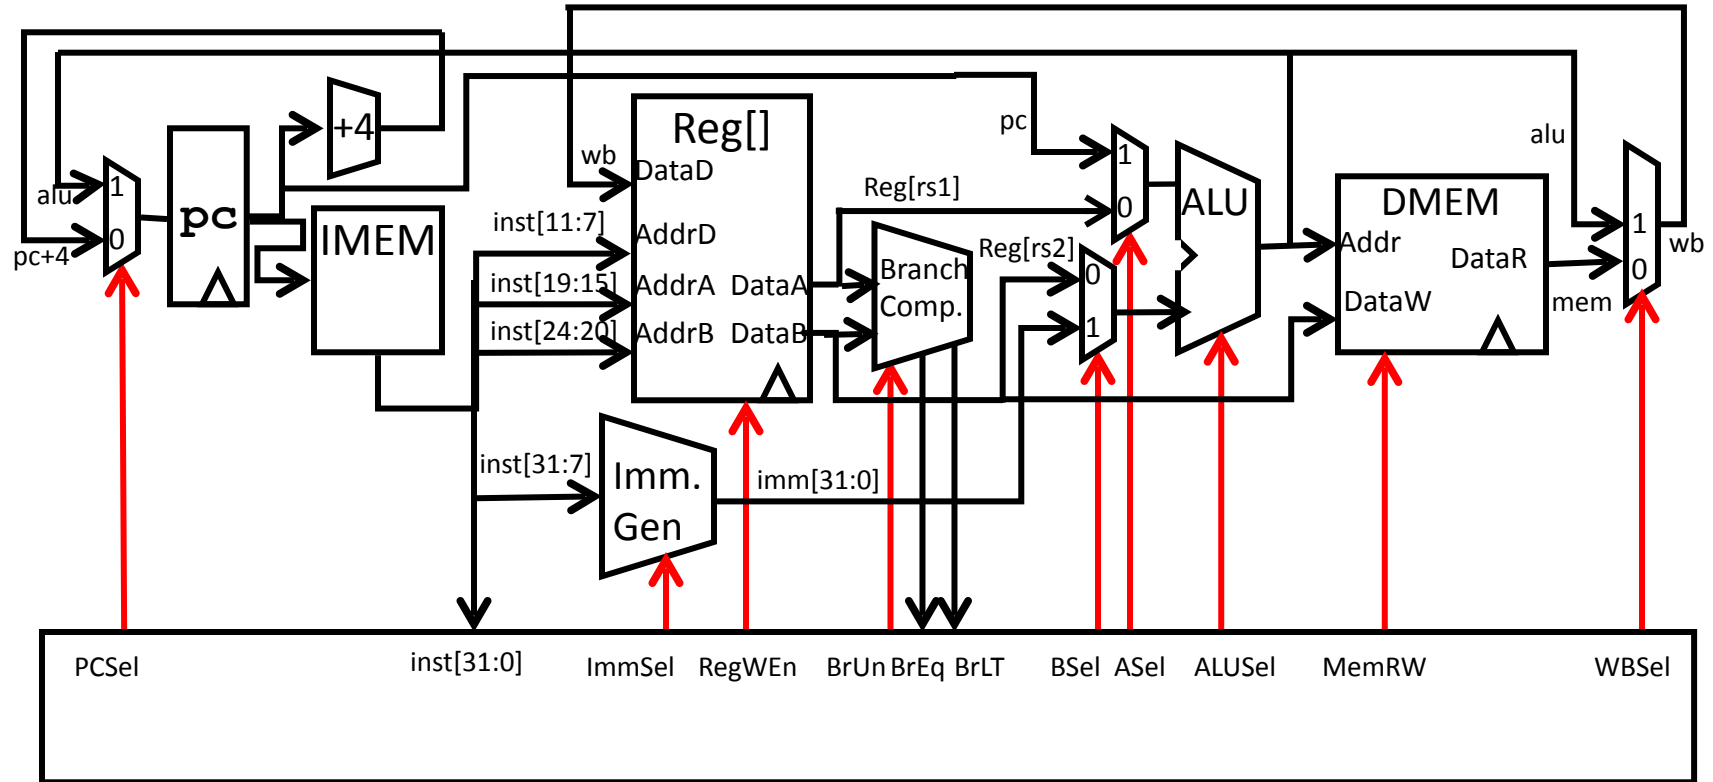 +4
Reg[]
pc
alu
wb
DataD
alu
1
pc
0
pc+4
IMEM
inst[11:7]
AddrD
inst[19:15]
AddrA
DataA
inst[24:20]
AddrB
DataB
Reg[rs1]
Branch
Comp.
Reg[rs2]
1
0
0
1
ALU
DMEM
Addr
DataR
DataW
mem
1
0
wb
inst[31:7]
Imm.
Gen
imm[31:0]
PCSel
inst[31:0]
ImmSel
RegWEn
BrUn
BrEq
BrLT
BSel
ASel
ALUSel
MemRW
WBSel